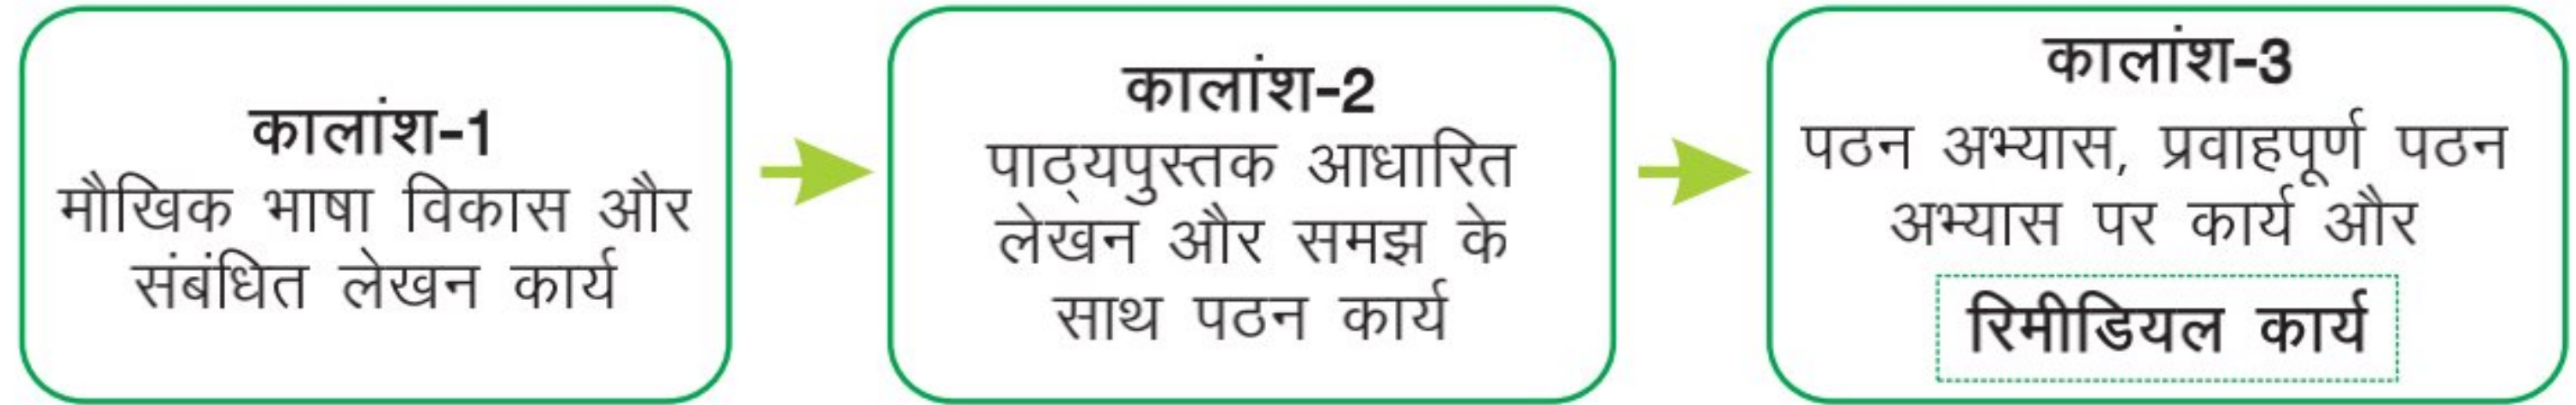 कालांश-1
मौखिक भाषा विकास और
संबंधित लेखन कार्य
कालांश-2
पाठ्यपुस्तक आधारित
लेखन और समझ के
साथ पठन कार्य
कालांश-3
पठन अभ्यास, प्रवाहपूर्ण पठन
अभ्यास पर कार्य और
रिमीडियल कार्य